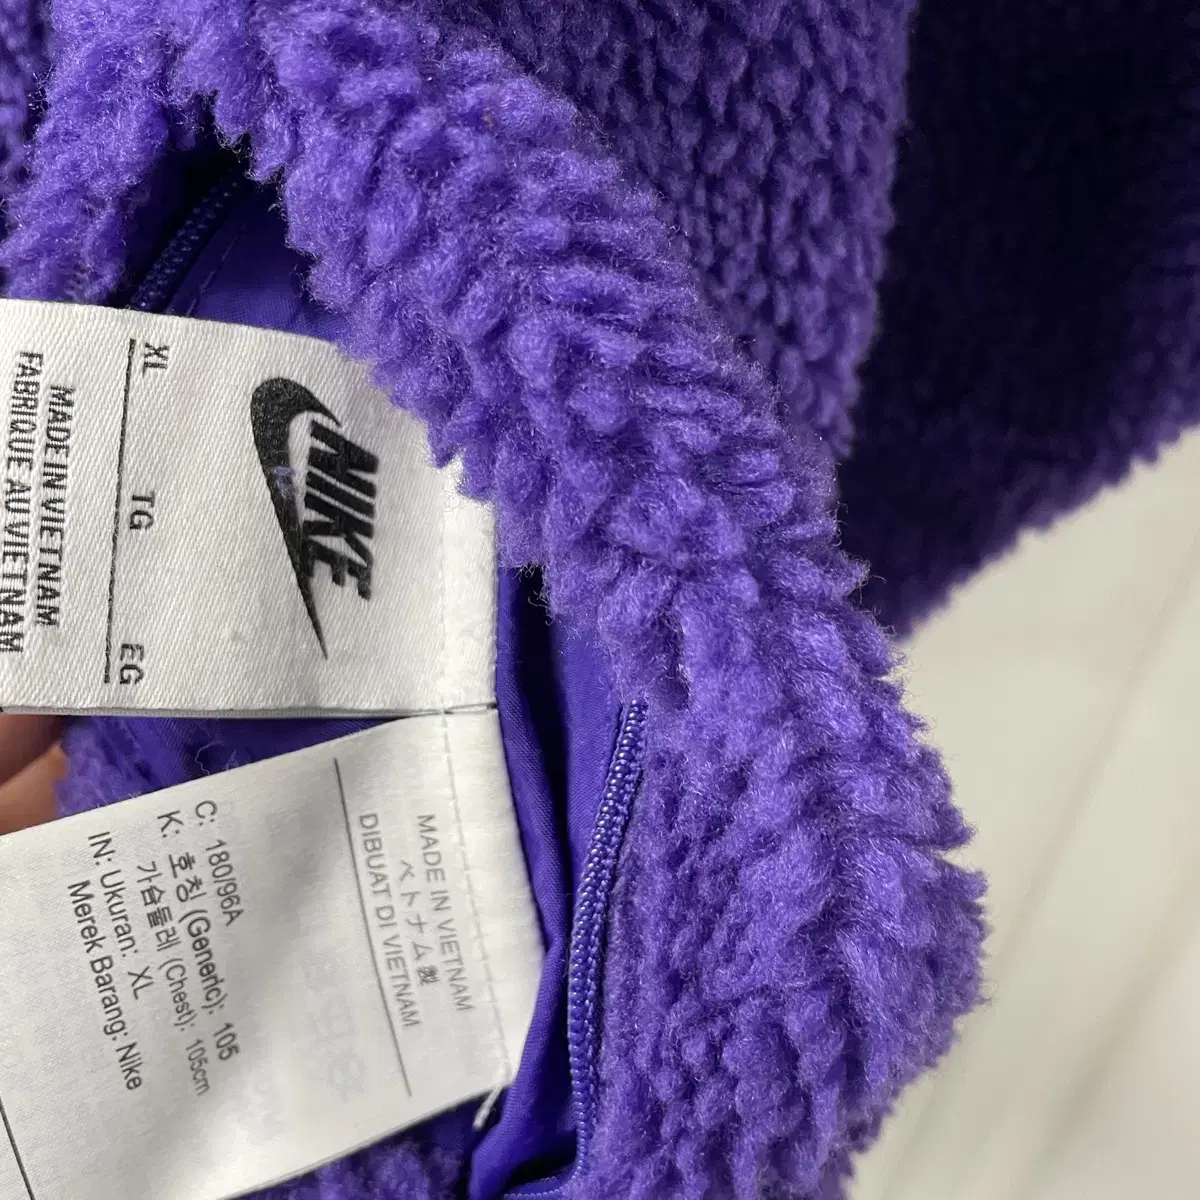 NIKE
XL TG EG
MADE IN VIETNAM
FABRIQUE AU VIETNAM
MADE IN VIETNAM
ベトナム製
DIBUAT DI VIETNAM
C: 180/96A
K: 호칭 (Generic): 105
가슴둘레 (Chest): 105cm
IN: Ukuran: XL
Merek Barang: Nike